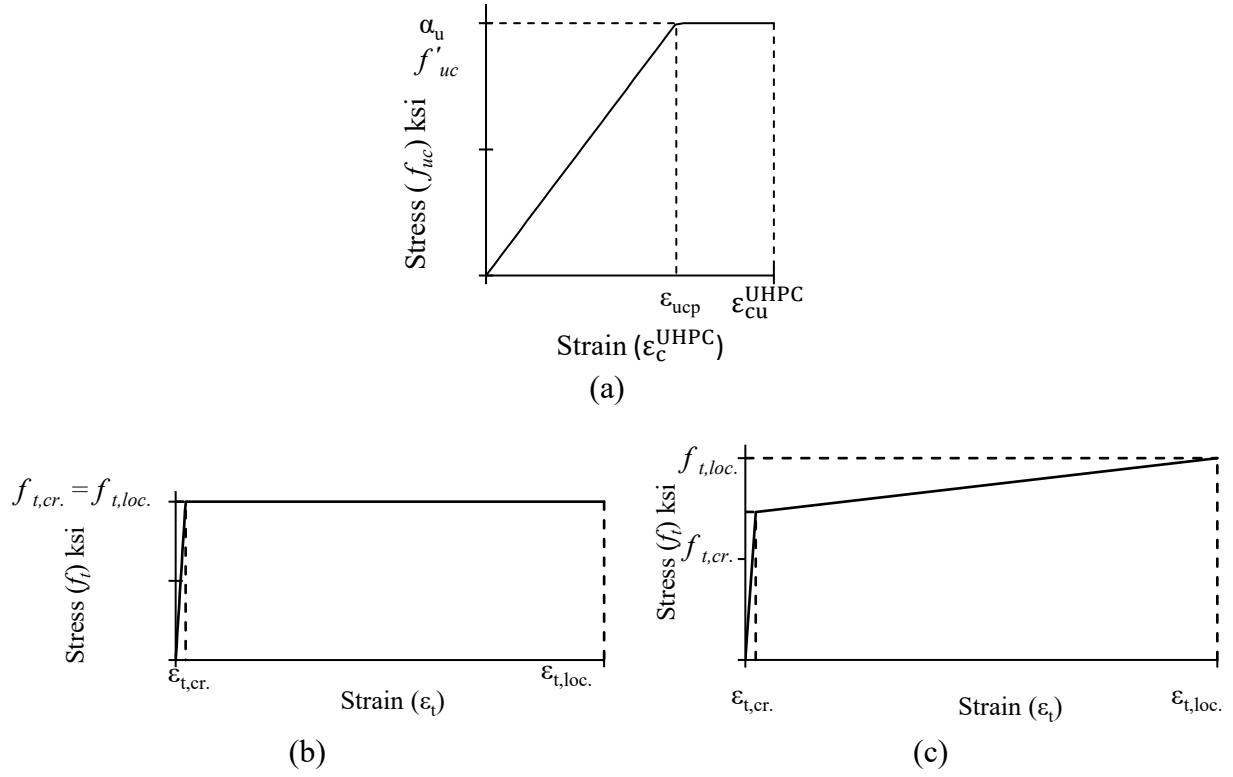 α_u
f'_uc
Stress (f_uc) ksi
ε_ucp
ε_cu^UHPC
Strain (ε_c^UHPC)
(a)
f_t,cr. = f_t,loc.
Stress (f_t) ksi
ε_t,cr.
ε_t,loc.
Strain (ε_t)
(b)
f_t,loc.
f_t,cr.
Stress (f_t) ksi
ε_t,cr.
Strain (ε_t)
ε_t,loc.
(c)